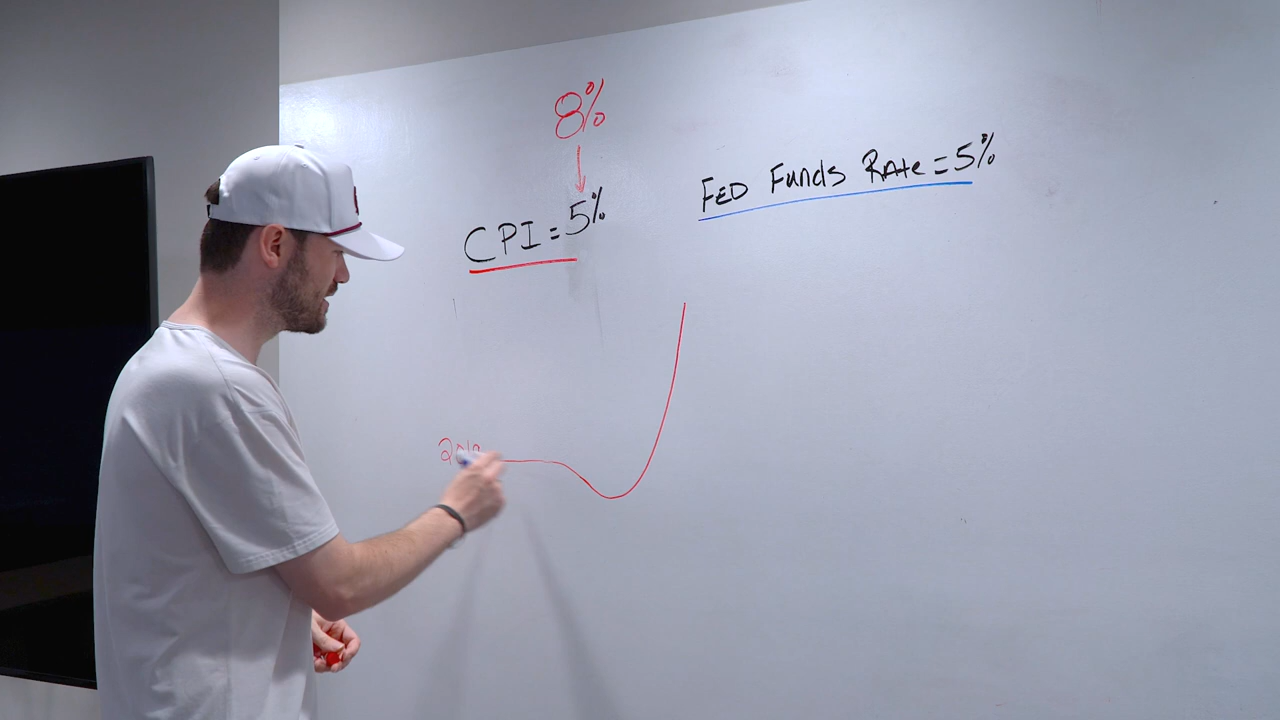 8%
CPI = 5%
FED Funds RAte = 5%